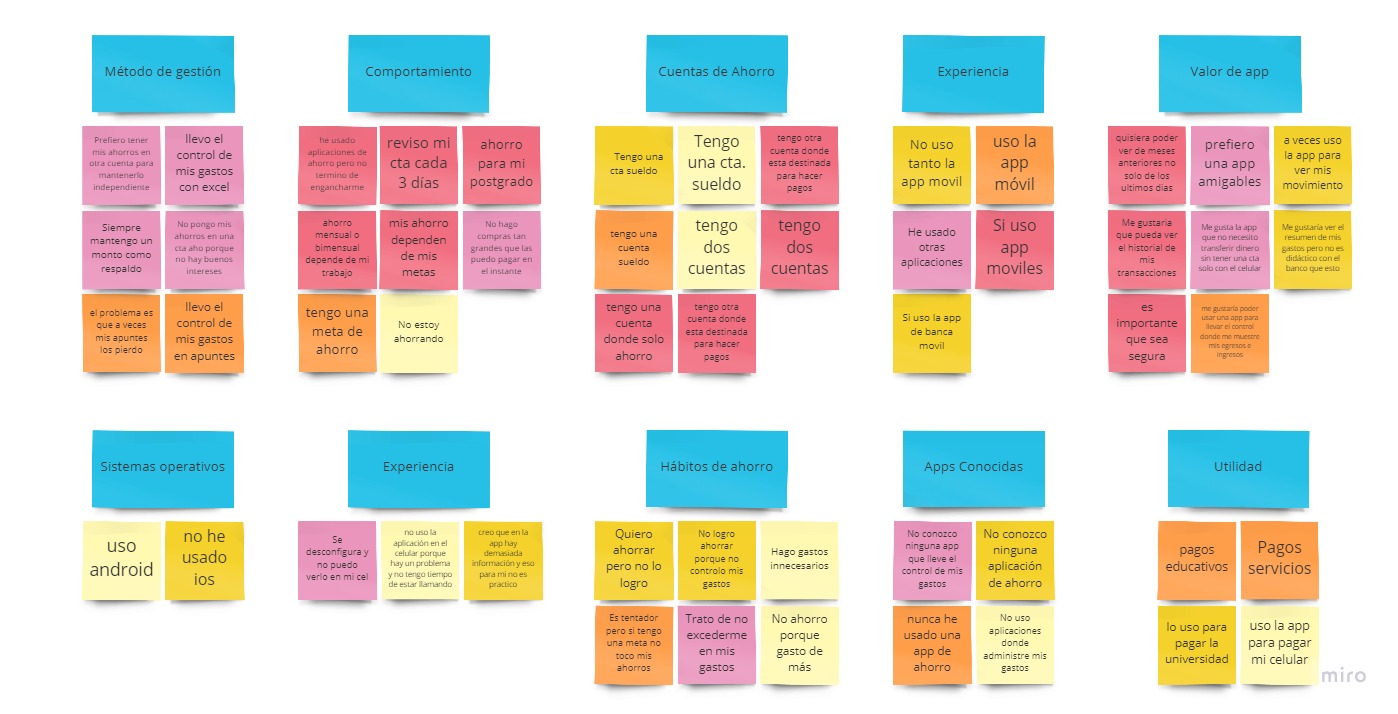 Método de gestión
Prefiero tener
mis ahorros en
otra cuenta para
mantenerlo
independiente
llevo el
control de
mis gastos
con excel
Siempre
mantengo un
monto como
respaldo
No pongo mis
ahorros en una
cta aho porque
no hay buenos
intereses
el problema es
que a veces
mis apuntes
los pierdo
llevo el
control de
mis gastos
en apuntes
Comportamiento
he usado
aplicaciones de
ahorro pero no
termino de
engancharme
reviso mi
cta cada
3 días
ahorro
para mi
postgrado
ahorro
mensual o
bimensual
depende de mi
trabajo
mis ahorro
dependen
de mis
metas
No hago
compras tan
grandes que las
puedo pagar en
el instante
tengo una
meta de
ahorro
No estoy
ahorrando
Cuentas de Ahorro
Tengo una
cta sueldo
Tengo
una cta.
sueldo
tengo otra
cuenta donde
esta destinada
para hacer
pagos
tengo una
cuenta
sueldo
tengo
dos
cuentas
tengo
dos
cuentas
tengo una
cuenta
donde solo
ahorro
tengo otra
cuenta donde
esta destinada
para hacer
pagos
Experiencia
No uso
tanto la
app movil
uso la
app
móvil
He usado
otras
aplicaciones
Si uso
app
moviles
Si uso la app
de banca
movil
Valor de app
quisiera poder
ver de meses
anteriores no
solo de los
ultimos dias
prefiero
una app
amigables
a veces uso
la app para
ver mis
movimiento
Me gustaria
que pueda ver
el historial de
mis
transacciones
Me gusta la app
que no necesito
transferir dinero
sin tener una cta
solo con el celular
Me gustaría ver el
resumen de mis
gastos pero no es
didáctico con el
banco que esto
es
importante
que sea
segura
me gustaría poder
usar una app para
llevar el control
donde me muestre
mis egresos e
ingresos
Sistemas operativos
uso
android
no he
usado
ios
Experiencia
Se
desconfigura y
no puedo
verlo en mi cel
no uso la
aplicación en el
celular porque
hay un problema
y no tengo tiempo
de estar llamando
creo que en la
app hay
demasiada
información y eso
para mi no es
practico
Hábitos de ahorro
Quiero
ahorrar
pero no lo
logro
No logro
ahorrar
porque no
controlo mis
gastos
Hago gastos
innecesarios
Es tentador
pero si tengo
una meta no
toco mis
ahorros
Trato de no
excederme
en mis
gastos
No ahorro
porque
gasto de
más
Apps Conocidas
No conozco
ninguna app
que lleve el
control de mis
gastos
No conozco
ninguna
aplicación
de ahorro
nunca he
usado una
app de
ahorro
No uso
aplicaciones
donde
administre mis
gastos
Utilidad
pagos
educativos
Pagos
servicios
lo uso para
pagar la
universidad
uso la app
para pagar
mi celular
miro